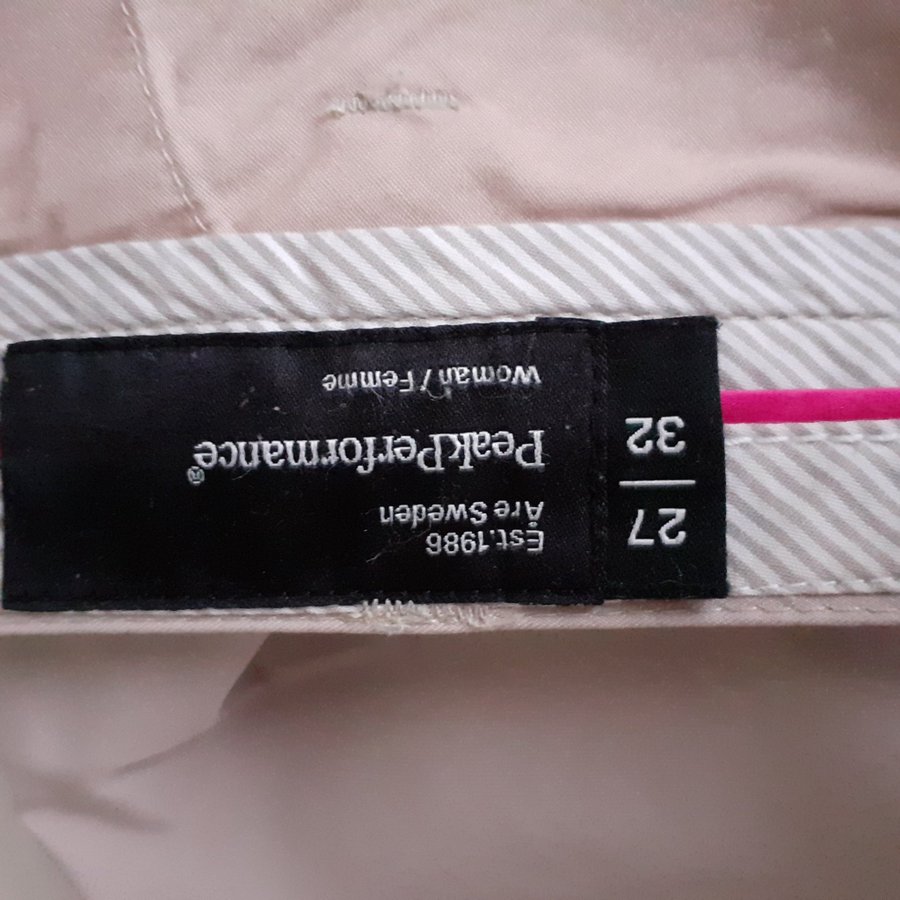 Est.1986
Åre Sweden
PeakPerformance®
Woman/Femme
27
32